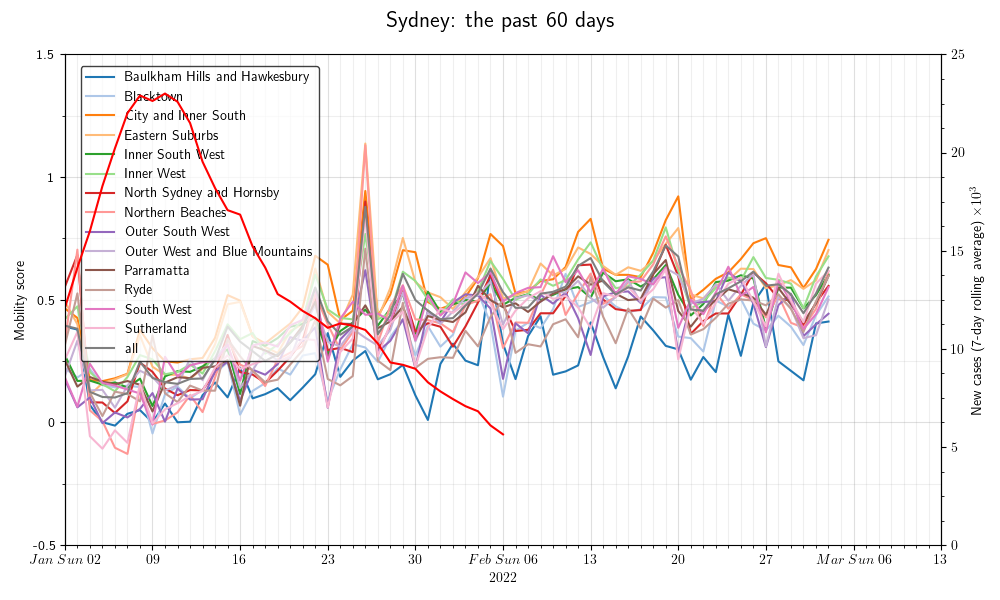 Sydney: the past 60 days
Mobility score
1.5
1
0.5
0
-0.5
Baulkham Hills and Hawkesbury
Blacktown
City and Inner South
Eastern Suburbs
Inner South West
Inner West
North Sydney and Hornsby
Northern Beaches
Outer South West
Outer West and Blue Mountains
Parramatta
Ryde
South West
Sutherland
all
25
20
15
10
5
0
New cases (7-day rolling average) ×10³
Jan Sun 02 09 16 23 30 Feb Sun 06 13 20 27 Mar Sun 06 13
2022